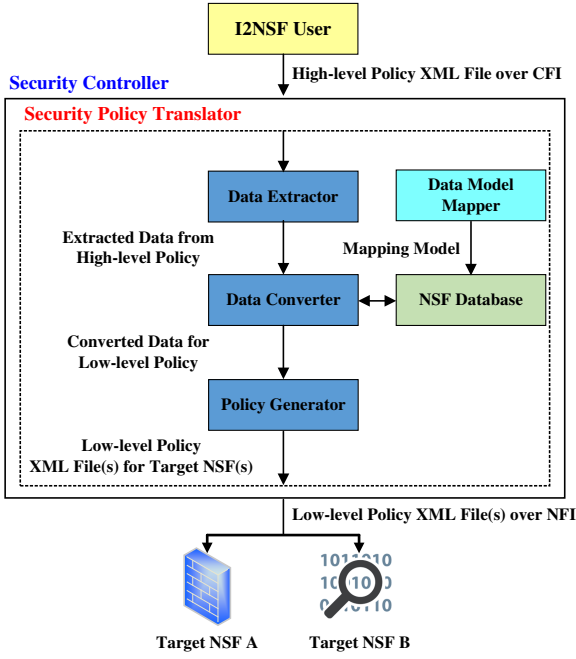 I2NSF User
High-level Policy XML File over CFI
Security Controller
Security Policy Translator
Data Extractor
Data Model
Mapper
Extracted Data from
High-level Policy
Mapping Model
Data Converter
NSF Database
Converted Data for
Low-level Policy
Policy Generator
Low-level Policy
XML File(s) for Target NSF(s)
Low-level Policy XML File(s) over NFI
1011010
Target NSF A
Target NSF B